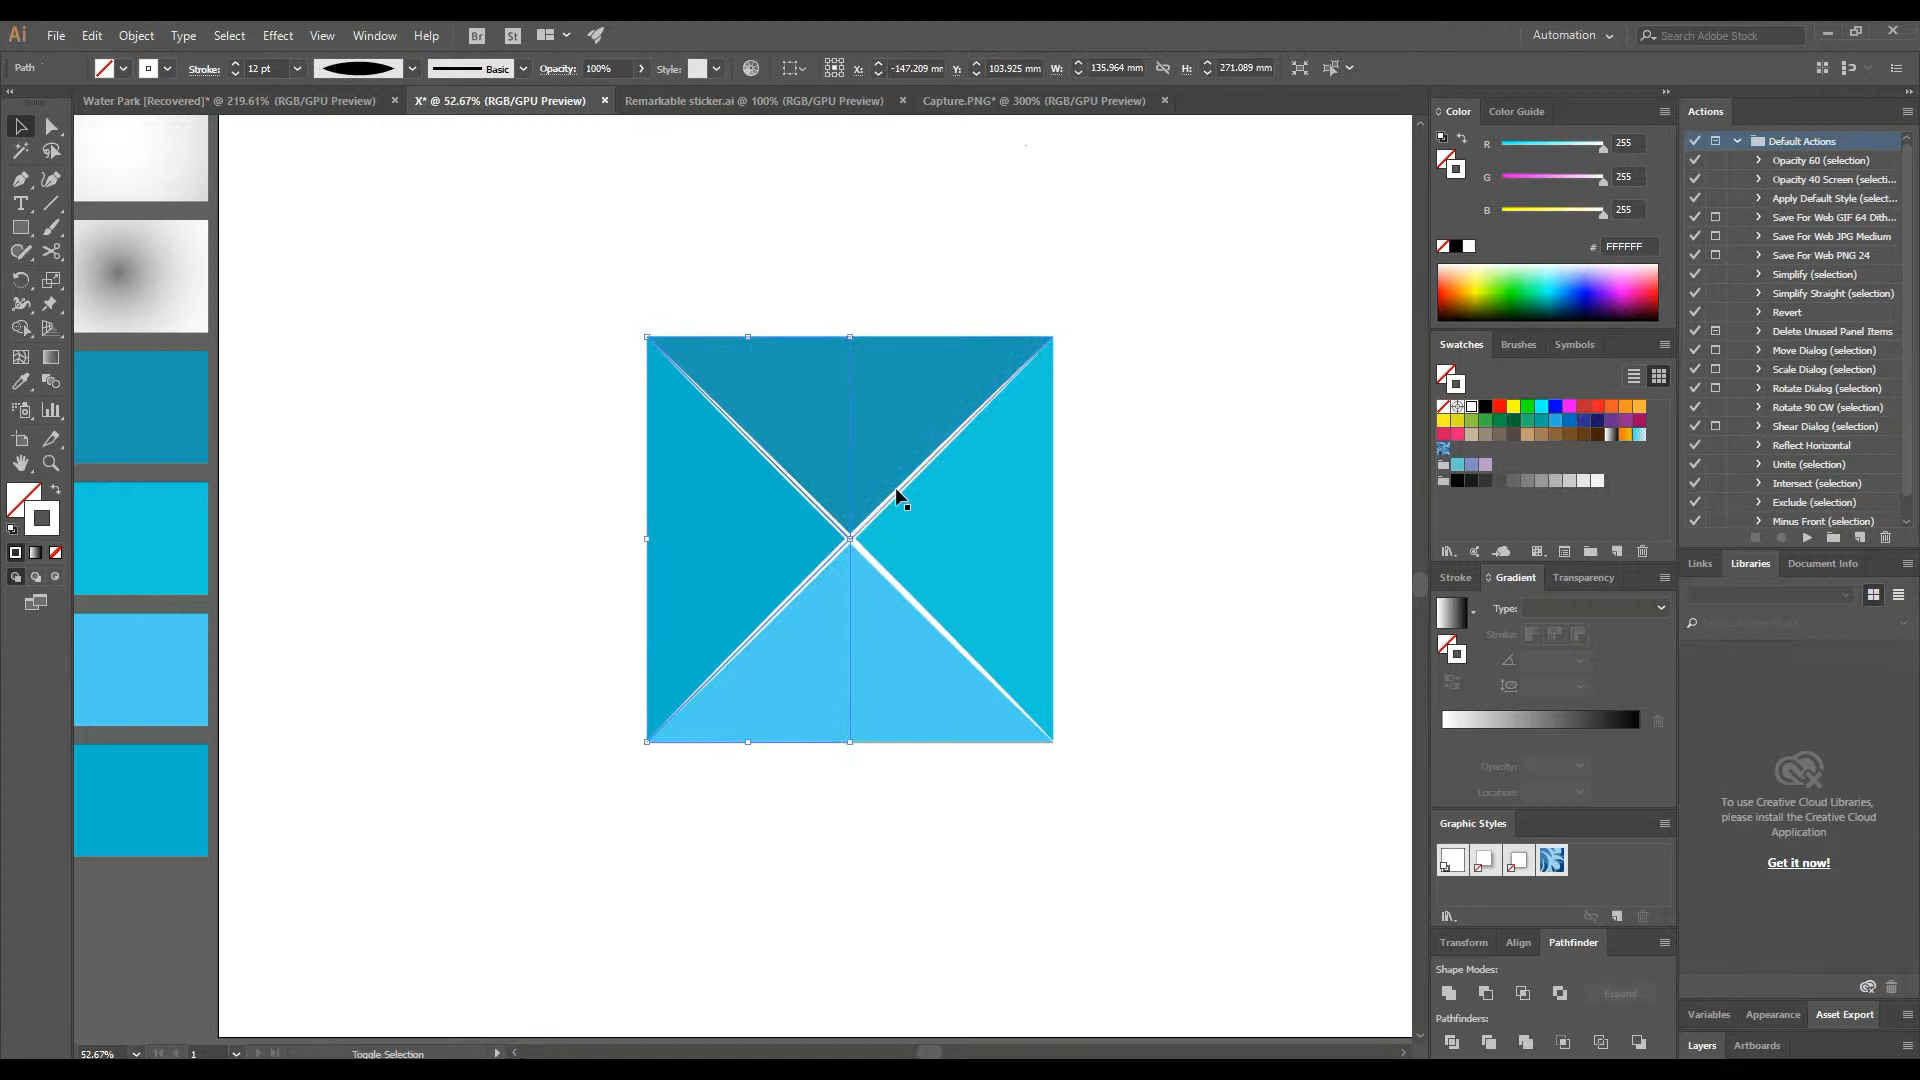 Ai File Edit Object Type Select Effect View Window Help Br St Automation Search Adobe Stock
Path Stroke: 12 pt Basic Opacity: 100% Style: X: -147.209 mm Y: 103.925 mm W: 135.964 mm H: 271.089 mm
Water Park [Recovered]* @ 219.61% (RGB/GPU Preview) X* @ 52.67% (RGB/GPU Preview) Remarkable sticker.ai @ 100% (RGB/GPU Preview) Capture.PNG* @ 300% (RGB/GPU Preview)
Color Color Guide
R 255
G 255
B 255
# FFFFFF
Swatches Brushes Symbols
Stroke Gradient Transparency
Type:
Stroke:
Opacity:
Location:
Graphic Styles
Transform Align Pathfinder
Shape Modes:
Expand
Pathfinders:
Actions
Default Actions
Opacity 60 (selection)
Opacity 40 Screen (selecti...
Apply Default Style (select...
Save For Web GIF 64 Dith...
Save For Web JPG Medium
Save For Web PNG 24
Simplify (selection)
Simplify Straight (selection)
Revert
Delete Unused Panel Items
Move Dialog (selection)
Scale Dialog (selection)
Rotate Dialog (selection)
Rotate 90 CW (selection)
Shear Dialog (selection)
Reflect Horizontal
Unite (selection)
Intersect (selection)
Exclude (selection)
Minus Front (selection)
Links Libraries Document Info
To use Creative Cloud Libraries,
please install the Creative Cloud
Application
Get it now!
Variables Appearance Asset Export
Layers Artboards
52.67% 1 Toggle Selection